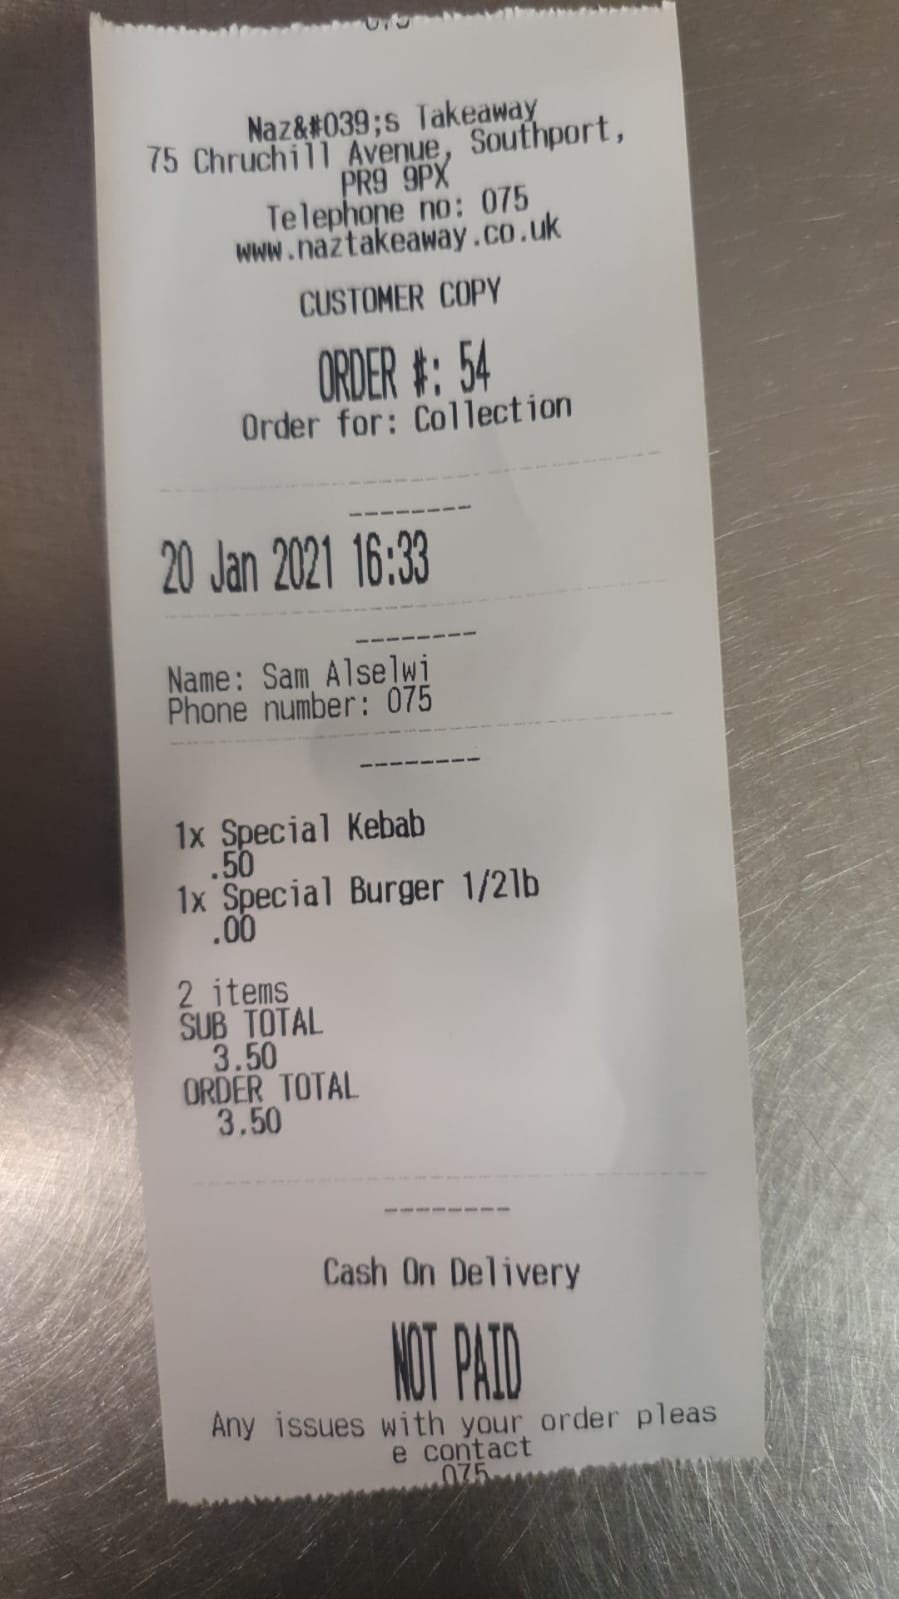 Naz&#039;s Takeaway
75 Chruchill Avenue, Southport,
PR9 9PX
Telephone no: 075
www.naztakeaway.co.uk
CUSTOMER COPY
ORDER #: 54
Order for: Collection
--------
20 Jan 2021 16:33
--------
Name: Sam Alselwi
Phone number: 075
--------
1x Special Kebab
.50
1x Special Burger 1/2lb
.00
2 items
SUB TOTAL
3.50
ORDER TOTAL
3.50
--------
Cash On Delivery
NOT PAID
Any issues with your order pleas
e contact
075